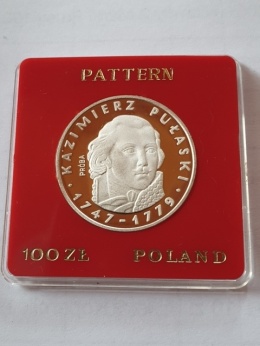 PATTERN
KAZIMIERZ PUŁASKI
PRÓBA
1747-1779
100 ZŁ POLAND